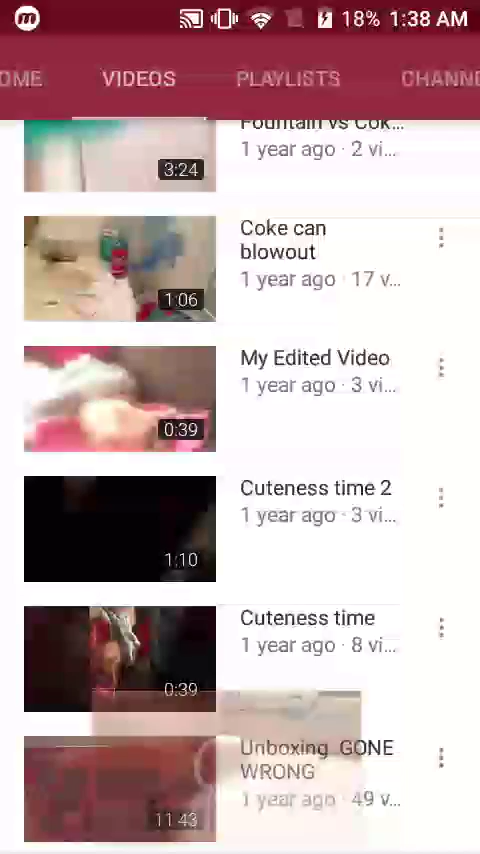 m 18% 1:38 AM
OME VIDEOS PLAYLISTS CHANNE
Fountain vs Cok...
1 year ago · 2 vi...
3:24
Coke can
blowout
1 year ago · 17 v...
1:06
My Edited Video
1 year ago · 3 vi...
0:39
Cuteness time 2
1 year ago · 3 vi...
1:10
Cuteness time
1 year ago · 8 vi...
0:39
Unboxing GONE
WRONG
1 year ago · 49 v...
11:43